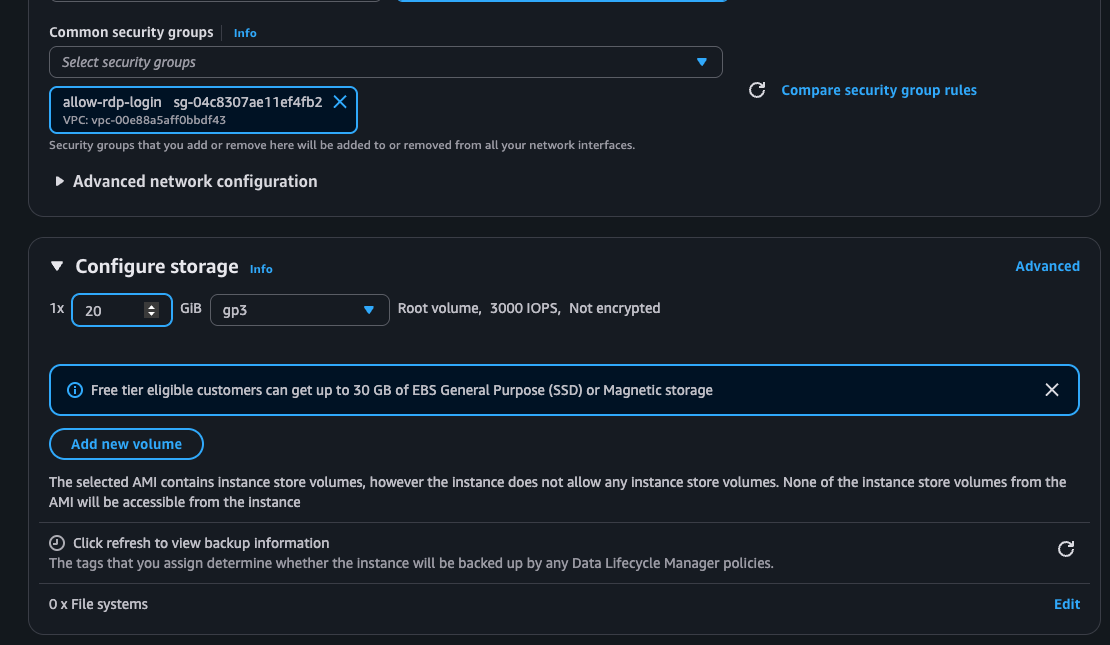 Common security groups Info
Select security groups
allow-rdp-login sg-04c8307ae11ef4fb2
VPC: vpc-00e88a5aff0bbdf43
Compare security group rules
Security groups that you add or remove here will be added to or removed from all your network interfaces.
Advanced network configuration
Configure storage Info
Advanced
1x 20 GiB gp3 Root volume, 3000 IOPS, Not encrypted
Free tier eligible customers can get up to 30 GB of EBS General Purpose (SSD) or Magnetic storage
Add new volume
The selected AMI contains instance store volumes, however the instance does not allow any instance store volumes. None of the instance store volumes from the
AMI will be accessible from the instance
Click refresh to view backup information
The tags that you assign determine whether the instance will be backed up by any Data Lifecycle Manager policies.
0 x File systems
Edit